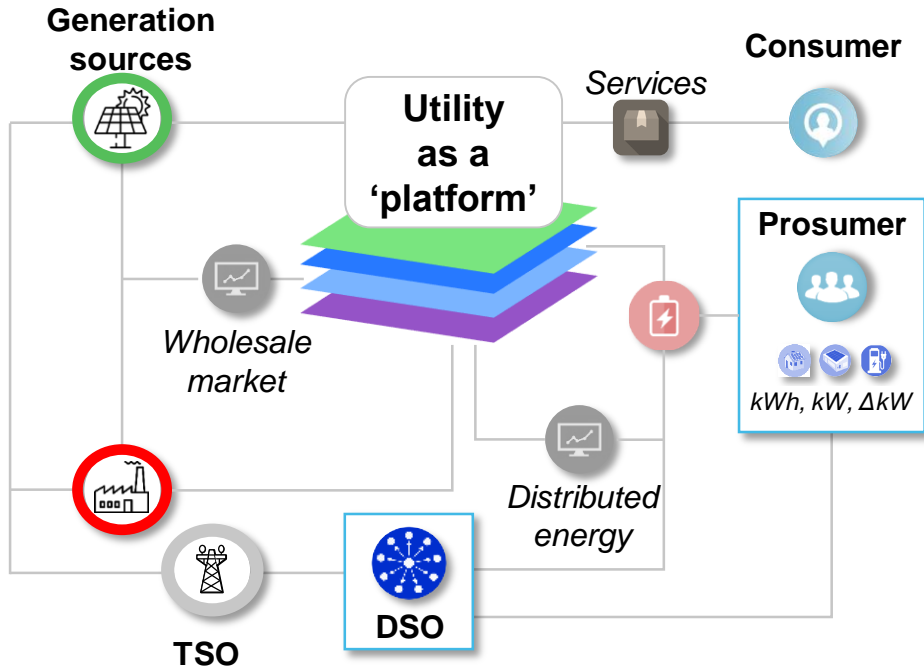 Generation
sources
Consumer
Services
Utility
as a
‘platform’
Prosumer
Wholesale
market
kWh, kW, ΔkW
Distributed
energy
DSO
TSO